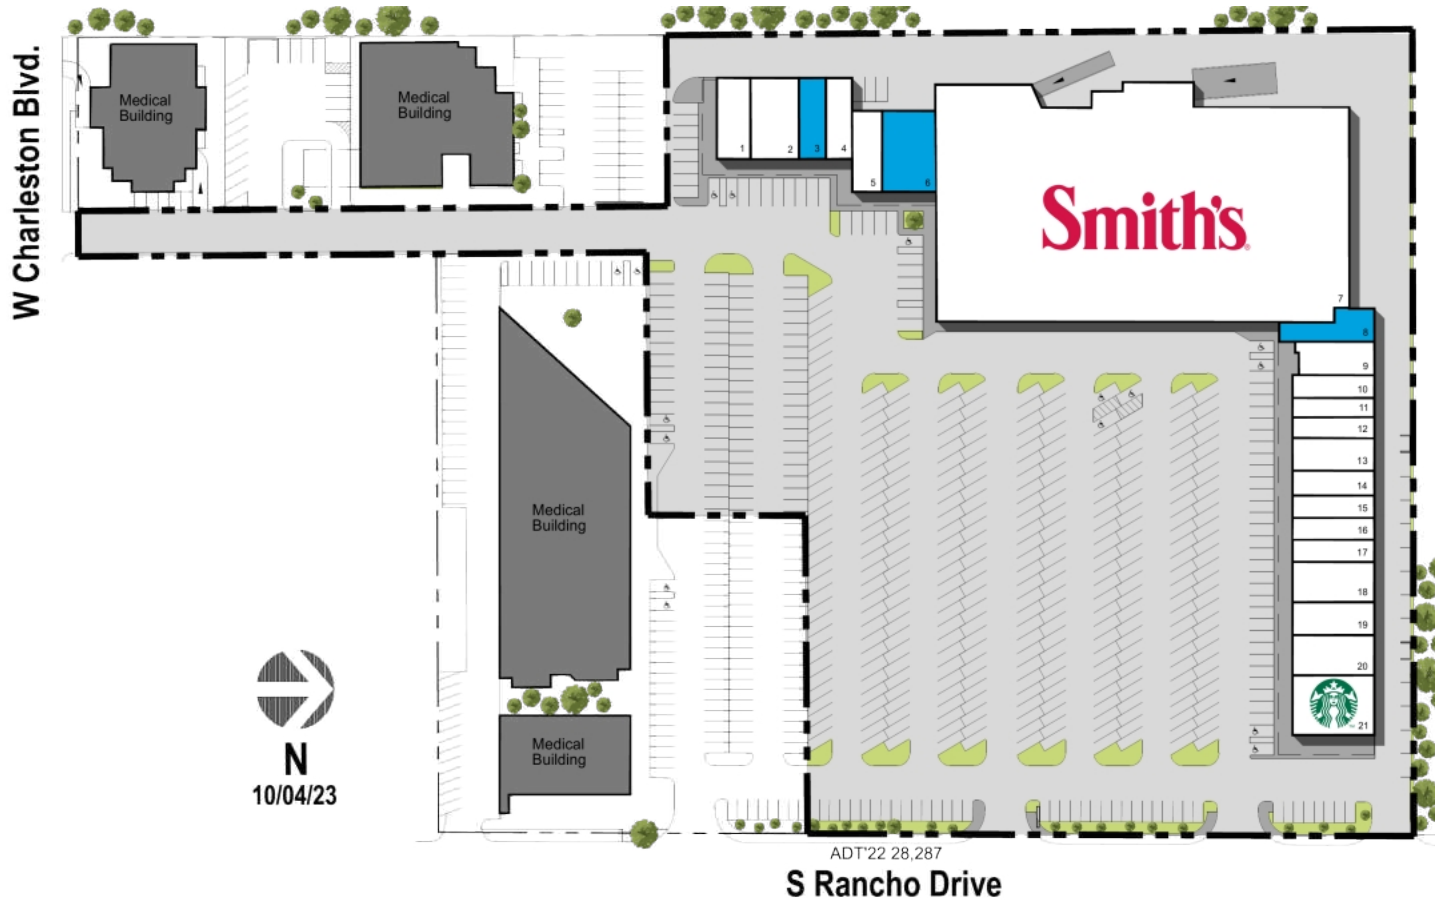 W Charleston Blvd.
Medical
Building
Medical
Building
1
2
3
4
5
6
Smith's
7
8
9
10
11
12
13
14
15
16
17
18
19
20
21
Medical
Building
Medical
Building
N
10/04/23
ADT'22 28,287
S Rancho Drive